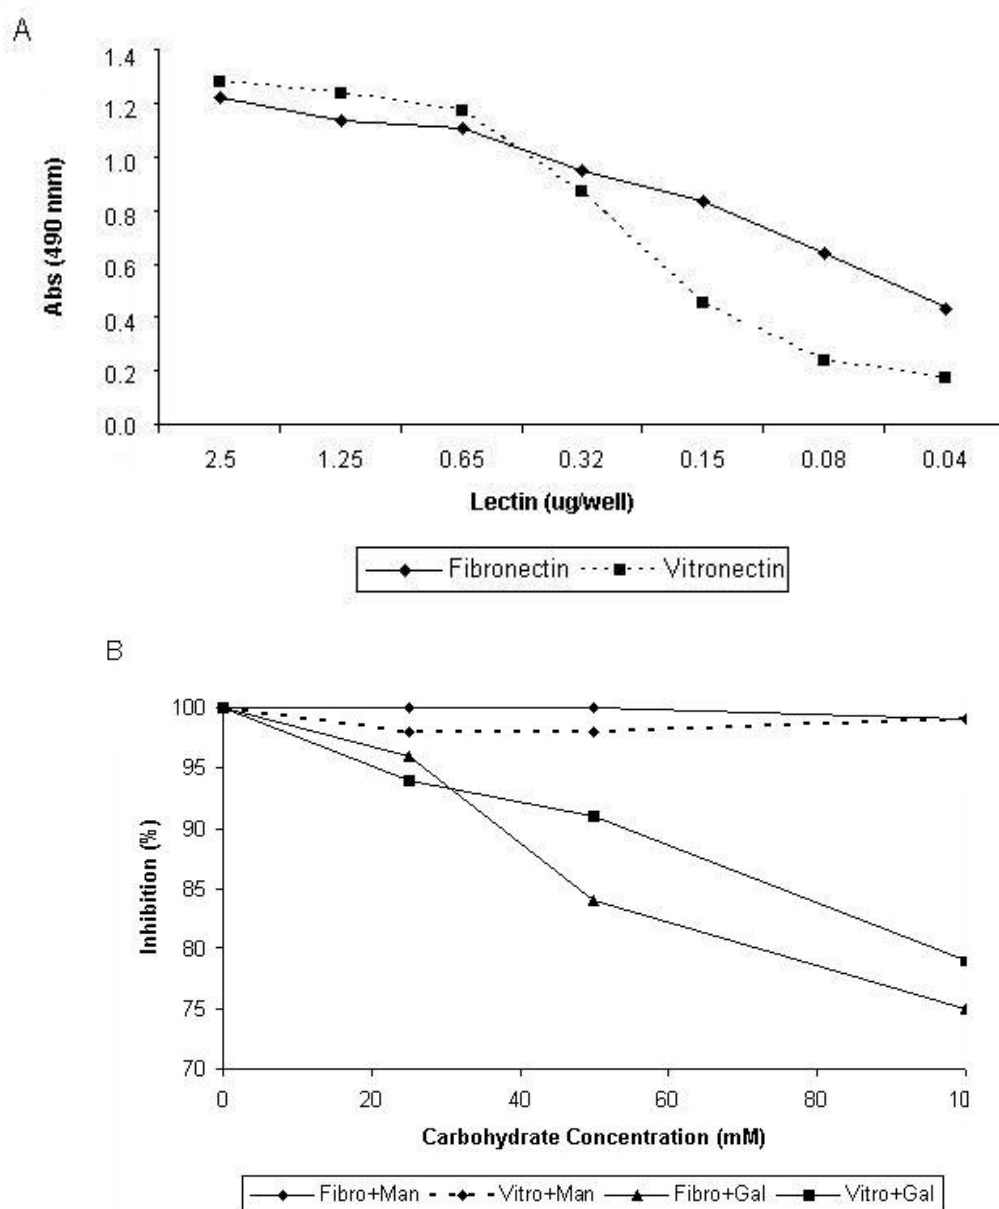 A
1.4
1.2
1.0
0.8
0.6
0.4
0.2
0.0
Abs (490 nnm)
2.5 1.25 0.65 0.32 0.15 0.08 0.04
Lectin (ug/well)
Fibronectin Vitronectin
B
100
95
90
85
80
75
70
Inhibition (%)
0 20 40 60 80 10
Carbohydrate Concentration (mM)
Fibro+Man Vitro+Man Fibro+Gal Vitro+Gal